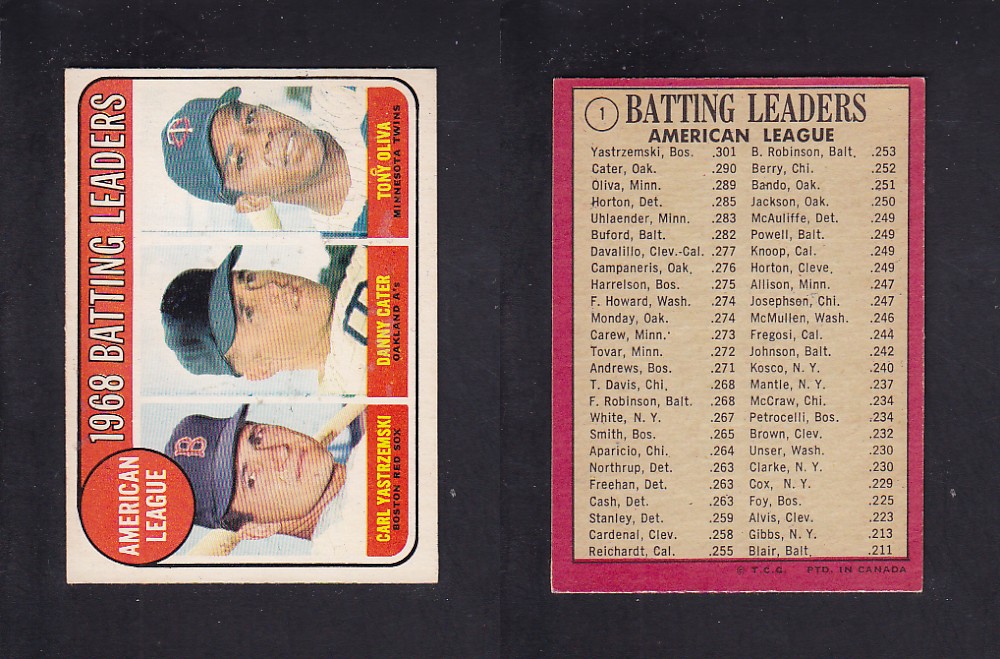 1968 BATTING LEADERS
AMERICAN
LEAGUE
CARL YASTRZEMSKI
BOSTON RED SOX
DANNY CATER
OAKLAND A's
TONY OLIVA
MINNESOTA TWINS
B
1 BATTING LEADERS
AMERICAN LEAGUE
Yastrzemski, Bos. .301 B. Robinson, Balt. .253
Cater, Oak. .290 Berry, Chi. .252
Oliva, Minn. .289 Bando, Oak. .251
Horton, Det. .285 Jackson, Oak. .250
Uhlaender, Minn. .283 McAuliffe, Det. .249
Buford, Balt. .282 Powell, Balt. .249
Davalillo, Clev.-Cal. .277 Knoop, Cal. .249
Campaneris, Oak. .276 Horton, Cleve. .249
Harrelson, Bos. .275 Allison, Minn. .247
F. Howard, Wash. .274 Josephson, Chi. .247
Monday, Oak. .274 McMullen, Wash. .246
Carew, Minn. .273 Fregosi, Cal. .244
Tovar, Minn. .272 Johnson, Balt. .242
Andrews, Bos. .271 Kosco, N. Y. .240
T. Davis, Chi. .268 Mantle, N. Y. .237
F. Robinson, Balt. .268 McCraw, Chi. .234
White, N. Y. .267 Petrocelli, Bos. .234
Smith, Bos. .265 Brown, Clev. .232
Aparicio, Chi. .264 Unser, Wash. .230
Northrup, Det. .263 Clarke, N. Y. .230
Freehan, Det. .263 Cox, N. Y. .229
Cash, Det. .263 Foy, Bos. .225
Stanley, Det. .259 Alvis, Clev. .223
Cardenal, Clev. .258 Gibbs, N. Y. .213
Reichardt, Cal. .255 Blair, Balt. .211
© T.C.G. PTD. IN CANADA